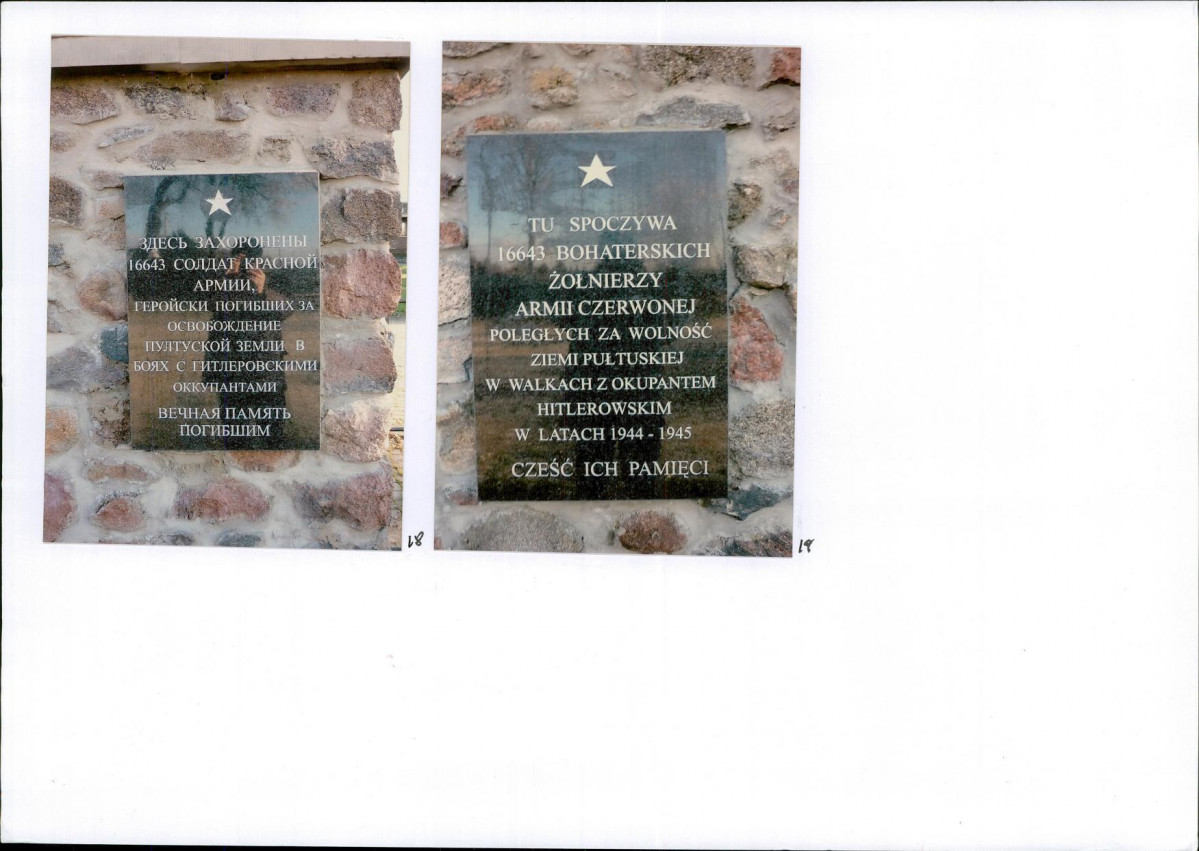 ЗДЕСЬ ЗАХОРОНЕНЫ
16643 СОЛДАТ КРАСНОЙ
АРМИИ,
ГЕРОЙСКИ ПОГИБШИХ ЗА
ОСВОБОЖДЕНИЕ
ПУЛТУСКОЙ ЗЕМЛИ В
БОЯХ С ГИТЛЕРОВСКИМИ
ОККУПАНТАМИ
ВЕЧНАЯ ПАМЯТЬ
ПОГИБШИМ
18
TU SPOCZYWA
16643 BOHATERSKICH
ŻOŁNIERZY
ARMII CZERWONEJ
POLEGŁYCH ZA WOLNOŚĆ
ZIEMI PUŁTUSKIEJ
W WALKACH Z OKUPANTEM
HITLEROWSKIM
W LATACH 1944 - 1945
CZEŚĆ ICH PAMIĘCI
19